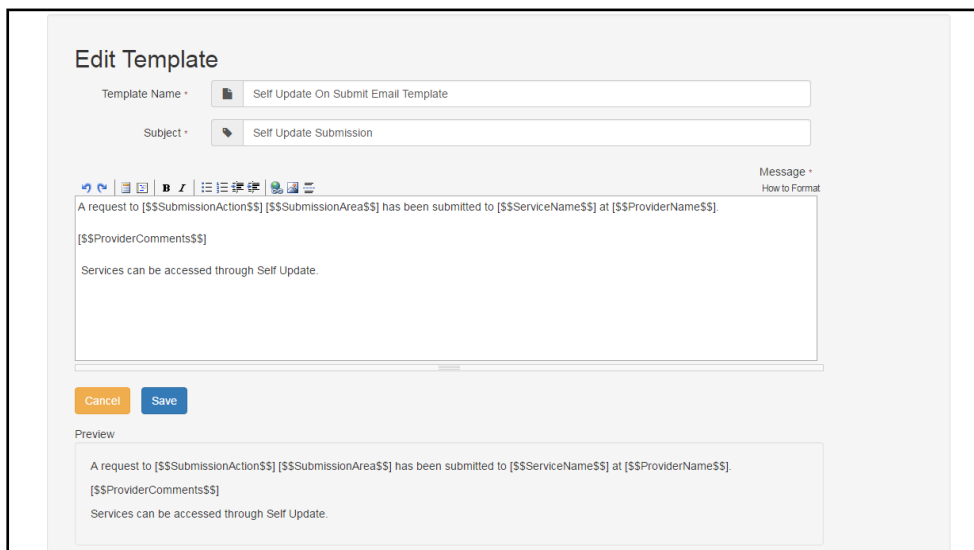 Edit Template
Template Name *
Self Update On Submit Email Template
Subject *
Self Update Submission
Message *
How to Format
B I
A request to [$$SubmissionAction$$] [$$SubmissionArea$$] has been submitted to [$$ServiceName$$] at [$$ProviderName$$].
[$$ProviderComments$$]
Services can be accessed through Self Update.
Cancel Save
Preview
A request to [$$SubmissionAction$$] [$$SubmissionArea$$] has been submitted to [$$ServiceName$$] at [$$ProviderName$$].
[$$ProviderComments$$]
Services can be accessed through Self Update.